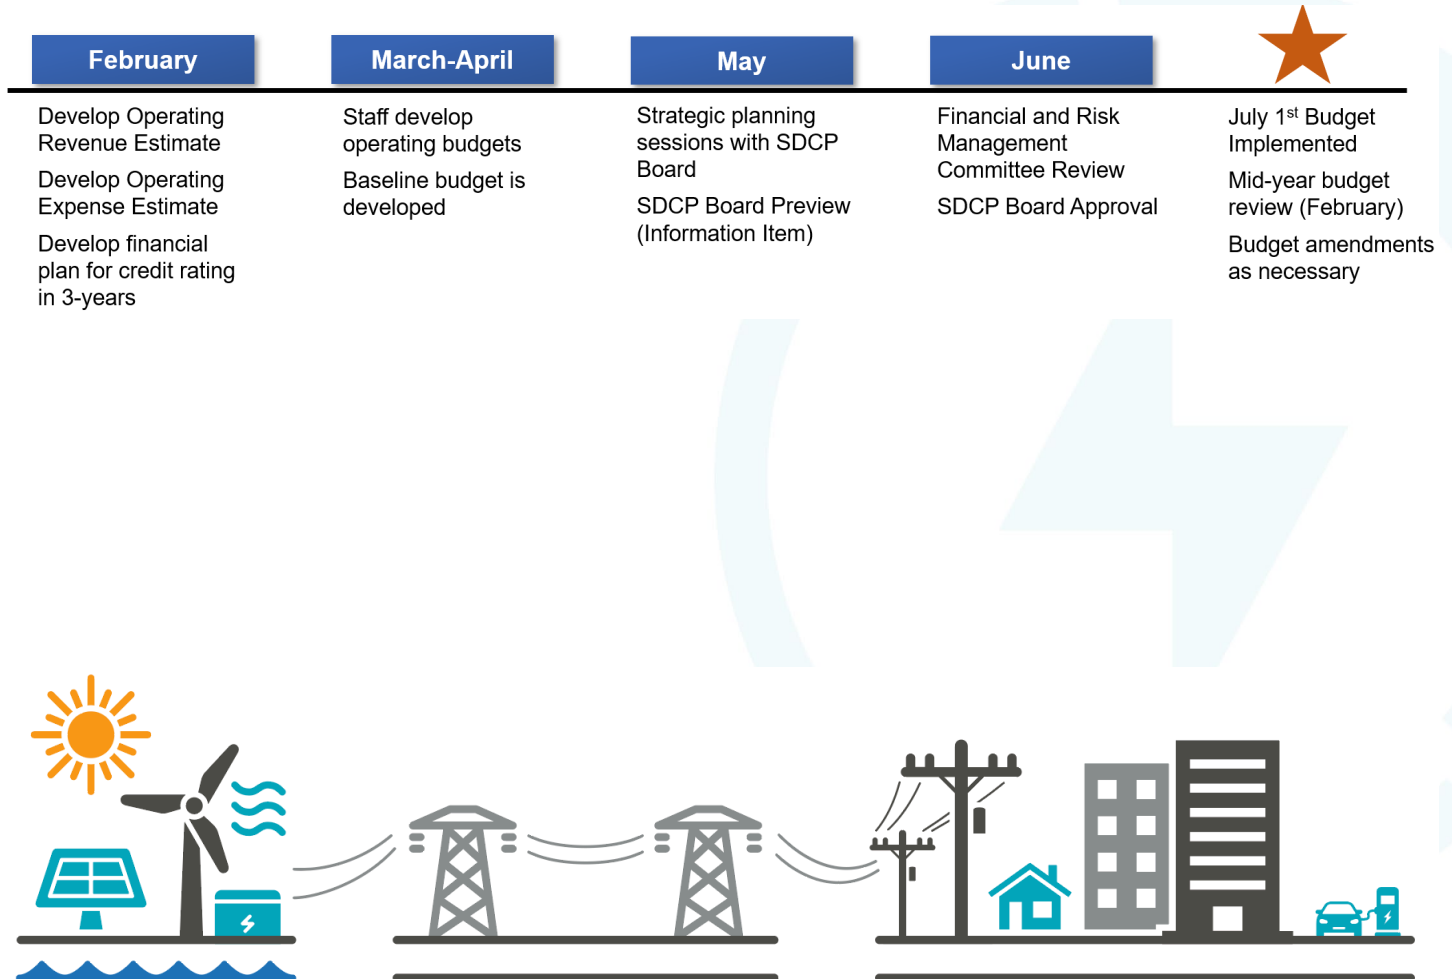 February
Develop Operating
Revenue Estimate
Develop Operating
Expense Estimate
Develop financial
plan for credit rating
in 3-years
March-April
Staff develop
operating budgets
Baseline budget is
developed
May
Strategic planning
sessions with SDCP
Board
SDCP Board Preview
(Information Item)
June
Financial and Risk
Management
Committee Review
SDCP Board Approval
July 1st Budget
Implemented
Mid-year budget
review (February)
Budget amendments
as necessary